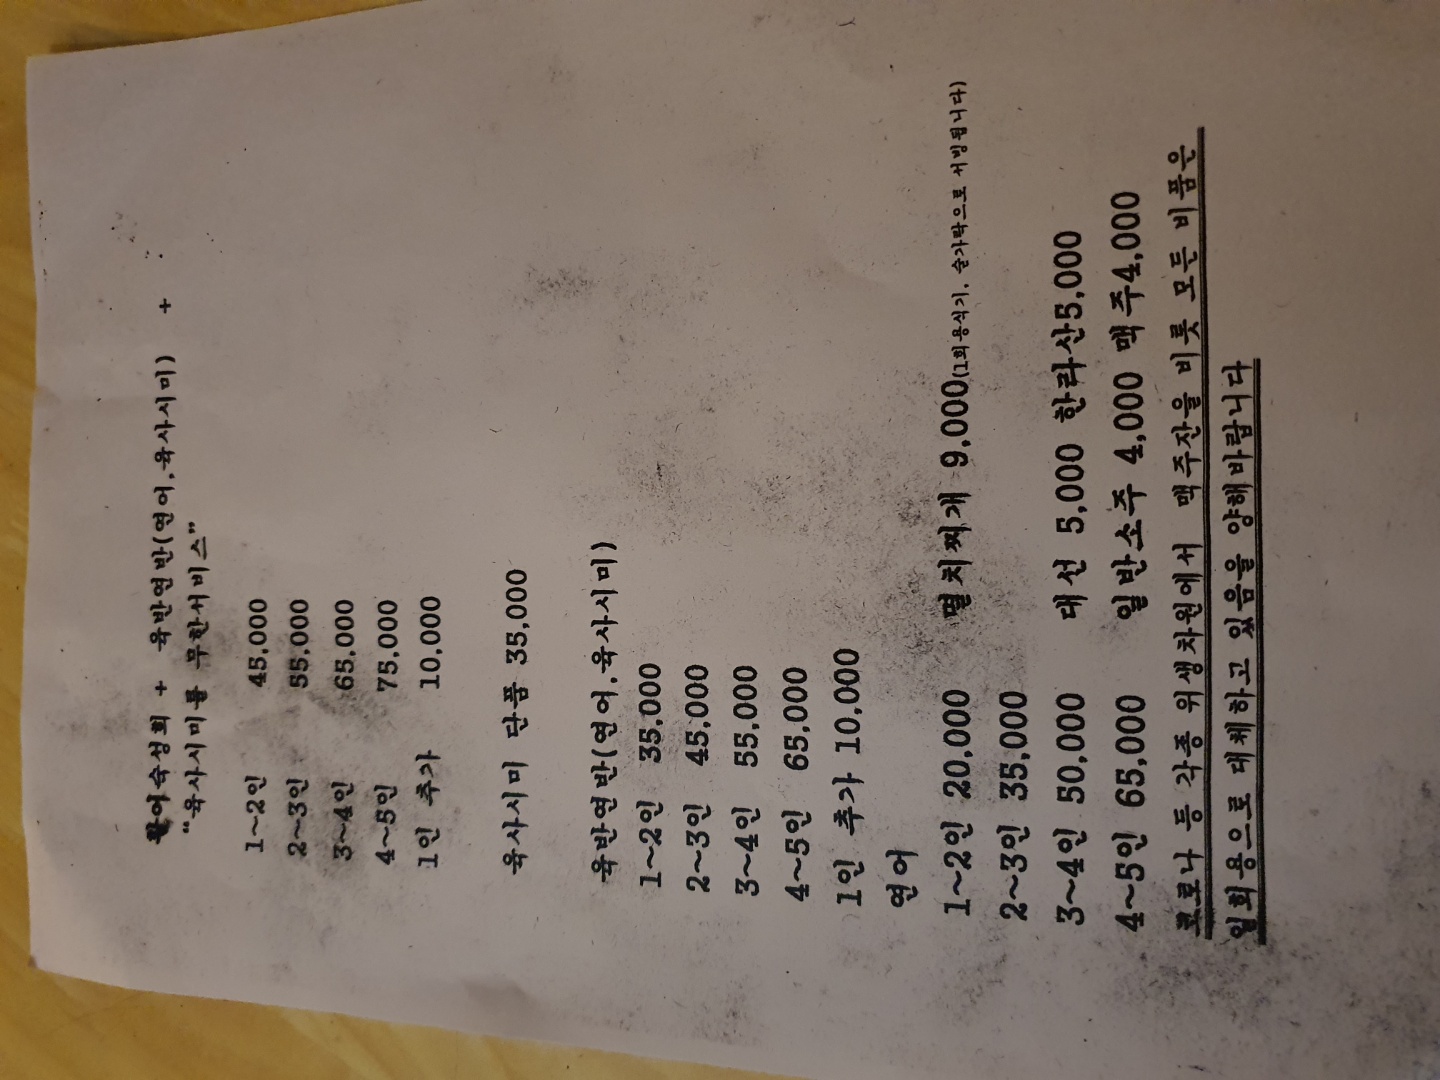 활어숙성회 + 육반연반(연어.육사시미) +
"육사시미를 무한서비스"
1~2인 45,000
2~3인 55,000
3~4인 65,000
4~5인 75,000
1인 추가 10,000
육사시미 단품 35,000
육반연반(연어.육사시미)
1~2인 35,000
2~3인 45,000
3~4인 55,000
4~5인 65,000
1인 추가 10,000
연어
1~2인 20,000 멸치찌개 9,000(1회용식기, 숟가락으로 서빙됩니다)
2~3인 35,000
3~4인 50,000 대선 5,000 한라산5,000
4~5인 65,000 일반소주 4,000 맥주4,000
코로나 등 각종 위생차원에서 맥주잔을 비롯 모든 비품은
일회용으로 대체하고 있음을 양해바랍니다